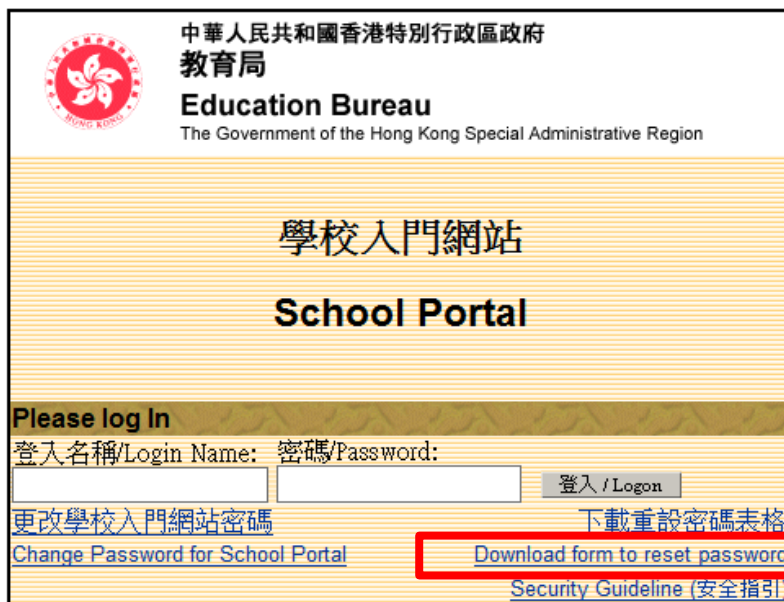 中華人民共和國香港特別行政區政府
教育局
Education Bureau
The Government of the Hong Kong Special Administrative Region
HONG KONG
學校入門網站
School Portal
Please log In
登入名稱/Login Name: 密碼/Password:
登入 / Logon
更改學校入門網站密碼 下載重設密碼表格
Change Password for School Portal Download form to reset password
Security Guideline (安全指引